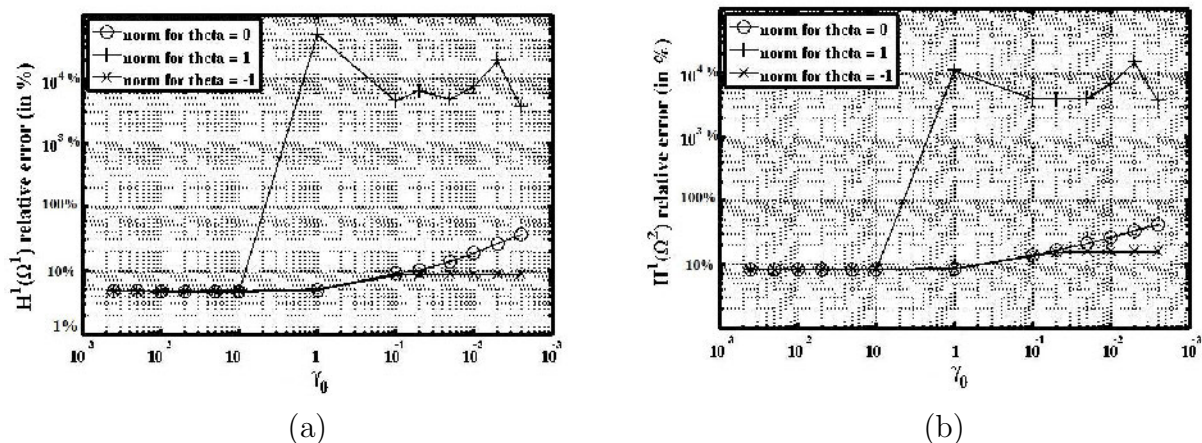 norm for theta = 0
norm for theta = 1
norm for theta = -1
H¹(Ω¹) relative error (in %)
10⁴ %
10³ %
100%
10%
1%
10³ 10² 10 1 10⁻¹ 10⁻² 10⁻³
γ₀
(a)
norm for theta = 0
norm for theta = 1
norm for theta = -1
H¹(Ω²) relative error (in %)
10⁴ %
10³ %
100%
10%
10³ 10² 10 1 10⁻¹ 10⁻² 10⁻³
γ₀
(b)